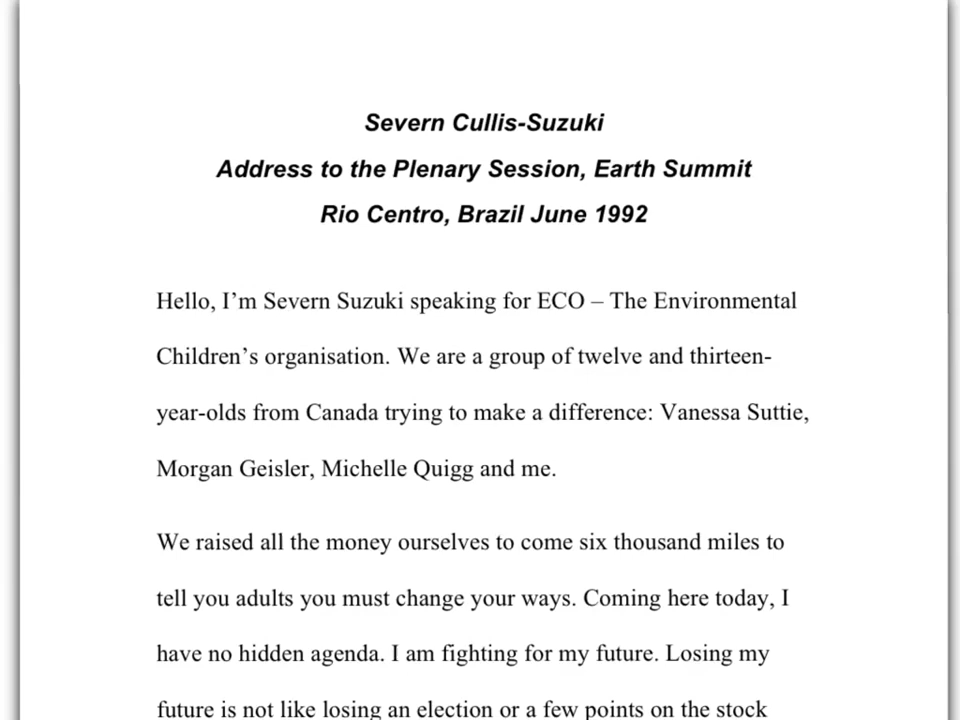 Severn Cullis-Suzuki
Address to the Plenary Session, Earth Summit
Rio Centro, Brazil June 1992
Hello, I’m Severn Suzuki speaking for ECO – The Environmental
Children’s organisation. We are a group of twelve and thirteen-
year-olds from Canada trying to make a difference: Vanessa Suttie,
Morgan Geisler, Michelle Quigg and me.
We raised all the money ourselves to come six thousand miles to
tell you adults you must change your ways. Coming here today, I
have no hidden agenda. I am fighting for my future. Losing my
future is not like losing an election or a few points on the stock